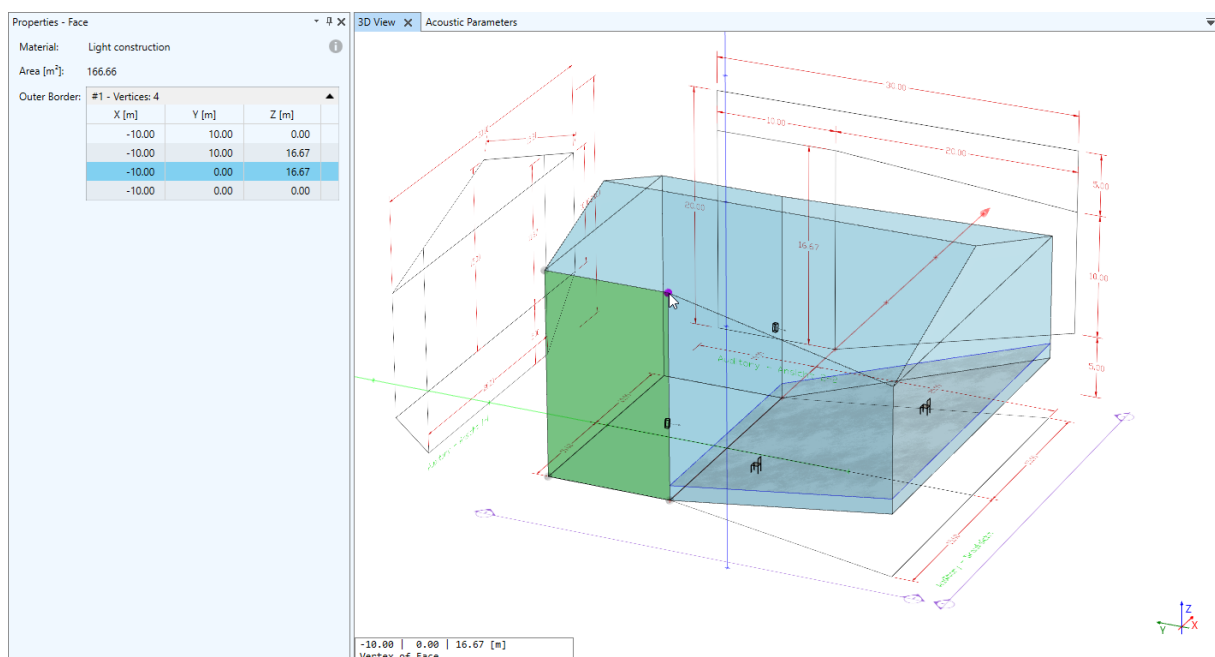 Properties - Face
Material: Light construction
Area [m²]: 166.66
Outer Border: #1 - Vertices: 4
X [m] Y [m] Z [m]
-10.00 10.00 0.00
-10.00 10.00 16.67
-10.00 0.00 16.67
-10.00 0.00 0.00
3D View Acoustic Parameters
30.00
10.00
20.00
20.00
16.67
5.00
10.00
5.00
Z
Y X
-10.00 | 0.00 | 16.67 [m]
Vertex of Face